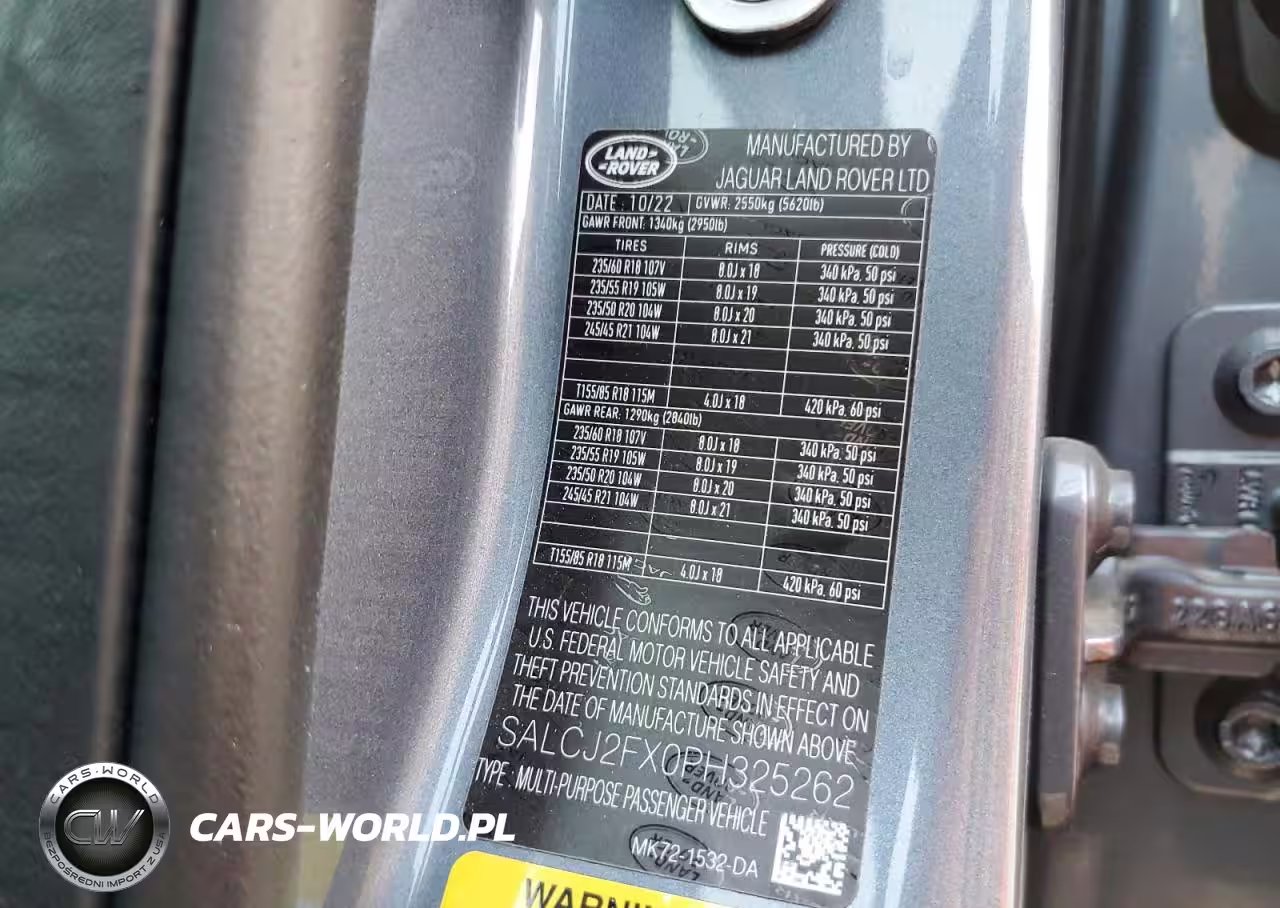 LAND ROVER
MANUFACTURED BY
JAGUAR LAND ROVER LTD
DATE : 10/22 GVWR: 2550kg (5620lb)
GAWR FRONT: 1340kg (2950lb)
TIRES RIMS PRESSURE (COLD)
235/60 R18 107V 8.0J x 18 340 kPa, 50 psi
235/55 R19 105W 8.0J x 19 340 kPa, 50 psi
235/50 R20 104W 8.0J x 20 340 kPa, 50 psi
245/45 R21 104W 8.0J x 21 340 kPa, 50 psi
T155/85 R18 115M 4.0J x 18 420 kPa, 60 psi
GAWR REAR: 1290kg (2840lb)
235/60 R18 107V 8.0J x 18 340 kPa, 50 psi
235/55 R19 105W 8.0J x 19 340 kPa, 50 psi
235/50 R20 104W 8.0J x 20 340 kPa, 50 psi
245/45 R21 104W 8.0J x 21 340 kPa, 50 psi
T155/85 R18 115M 4.0J x 18 420 kPa, 60 psi
THIS VEHICLE CONFORMS TO ALL APPLICABLE
U.S. FEDERAL MOTOR VEHICLE SAFETY AND
THEFT PREVENTION STANDARDS IN EFFECT ON
THE DATE OF MANUFACTURE SHOWN ABOVE
SALCJ2FX0PH325262
TYPE : MULTI-PURPOSE PASSENGER VEHICLE
MK72-1532-DA
CARS-WORLD
CW
BEZPOŚREDNI IMPORT Z USA
CARS-WORLD.PL